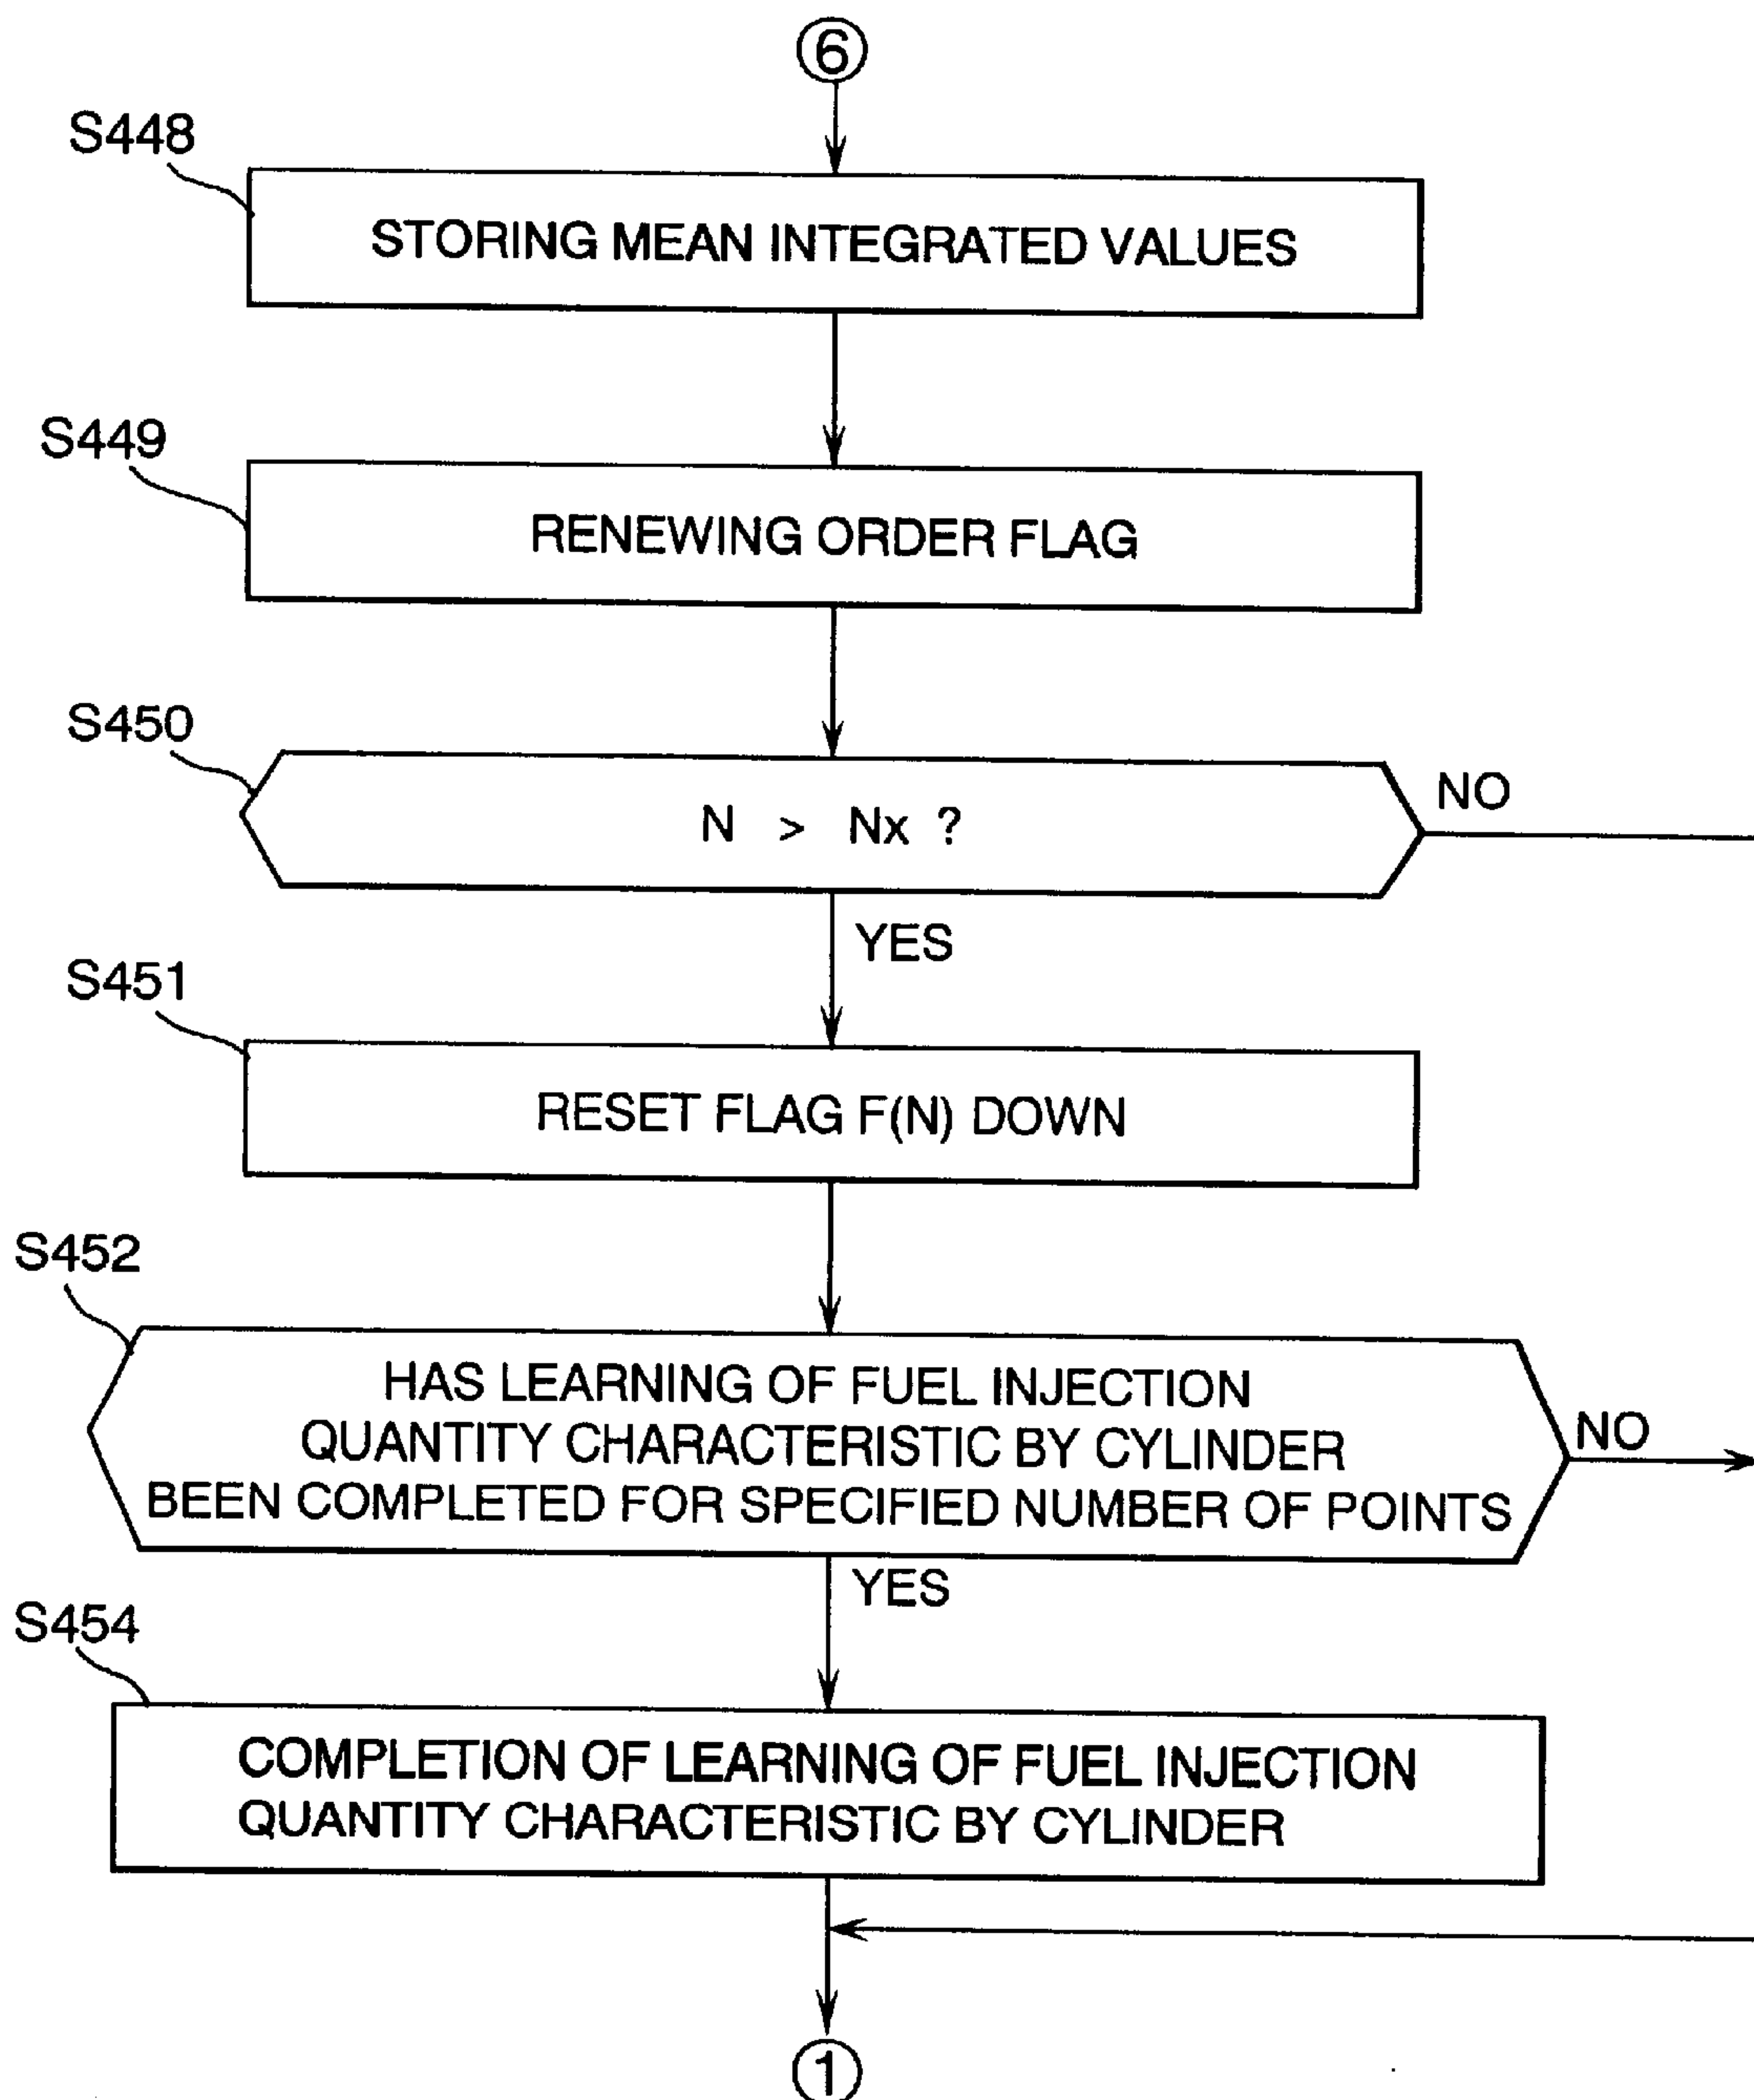 6
S448
STORING MEAN INTEGRATED VALUES
S449
RENEWING ORDER FLAG
S450
N > Nx ?
NO
YES
S451
RESET FLAG F(N) DOWN
S452
HAS LEARNING OF FUEL INJECTION
QUANTITY CHARACTERISTIC BY CYLINDER
BEEN COMPLETED FOR SPECIFIED NUMBER OF POINTS
NO
YES
S454
COMPLETION OF LEARNING OF FUEL INJECTION
QUANTITY CHARACTERISTIC BY CYLINDER
1